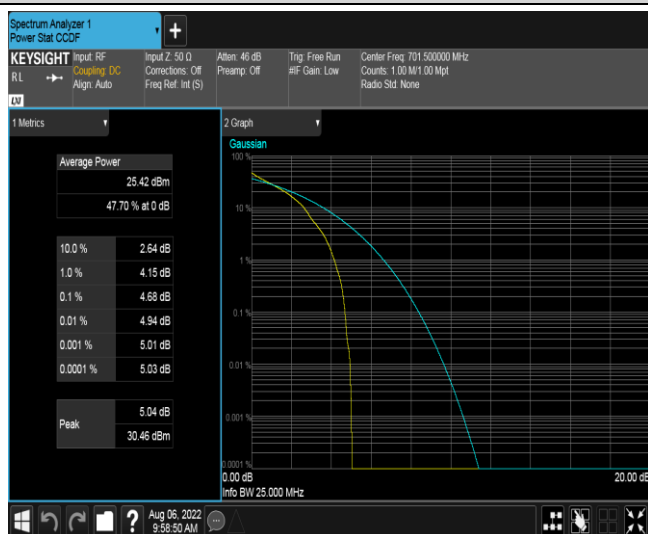 Spectrum Analyzer 1
Power Stat CCDF
+
KEYSIGHT
RL
LXI
Input: RF
Coupling: DC
Align: Auto
Input Z: 50 Ω
Corrections: Off
Freq Ref: Int (S)
Atten: 46 dB
Preamp: Off
Trig: Free Run
#IF Gain: Low
Center Freq: 701.500000 MHz
Counts: 1.00 M/1.00 Mpt
Radio Std: None
1 Metrics
Average Power
25.42 dBm
47.70 % at 0 dB
10.0 % 2.64 dB
1.0 % 4.15 dB
0.1 % 4.68 dB
0.01 % 4.94 dB
0.001 % 5.01 dB
0.0001 % 5.03 dB
Peak
5.04 dB
30.46 dBm
2 Graph
Gaussian
100 %
10 %
1 %
0.1 %
0.01 %
0.001 %
0.0001 %
0.00 dB
20.00 dB
Info BW 25.000 MHz
?
Aug 06, 2022
9:58:50 AM